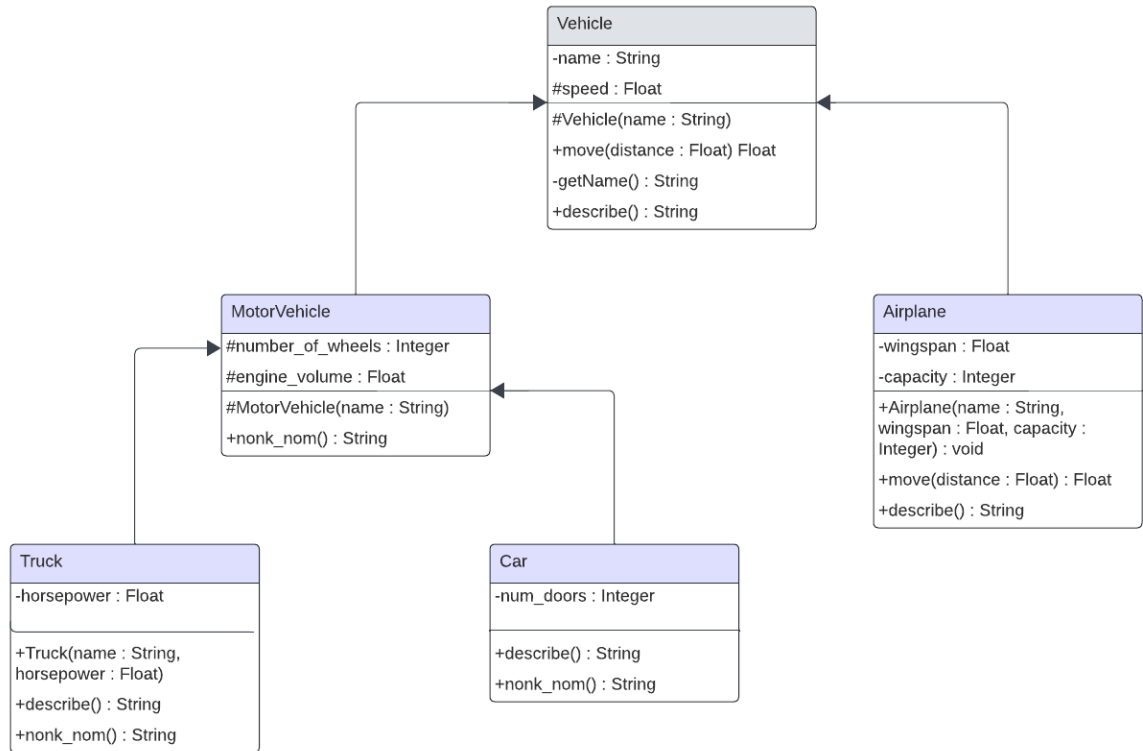 Vehicle
-name : String
#speed : Float
#Vehicle(name : String)
+move(distance : Float) Float
-getName() : String
+describe() : String
MotorVehicle
#number_of_wheels : Integer
#engine_volume : Float
#MotorVehicle(name : String)
+nonk_nom() : String
Airplane
-wingspan : Float
-capacity : Integer
+Airplane(name : String,
wingspan : Float, capacity :
Integer) : void
+move(distance : Float) : Float
+describe() : String
Truck
-horsepower : Float
+Truck(name : String,
horsepower : Float)
+describe() : String
+nonk_nom() : String
Car
-num_doors : Integer
+describe() : String
+nonk_nom() : String